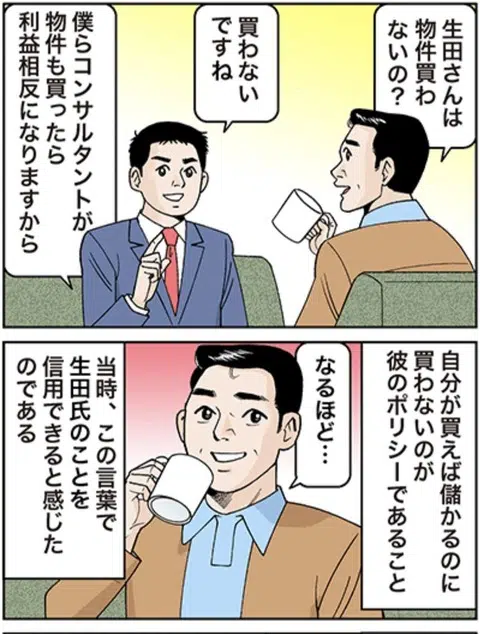 生田さんは
物件買わ
ないの？
買わない
ですね
僕らコンサルタントが
物件も買ったら
利益相反になりますから
自分が買えば儲かるのに
買わないのが
彼のポリシーであること
なるほど…
当時、この言葉で
生田氏のことを
信用できると感じた
のである